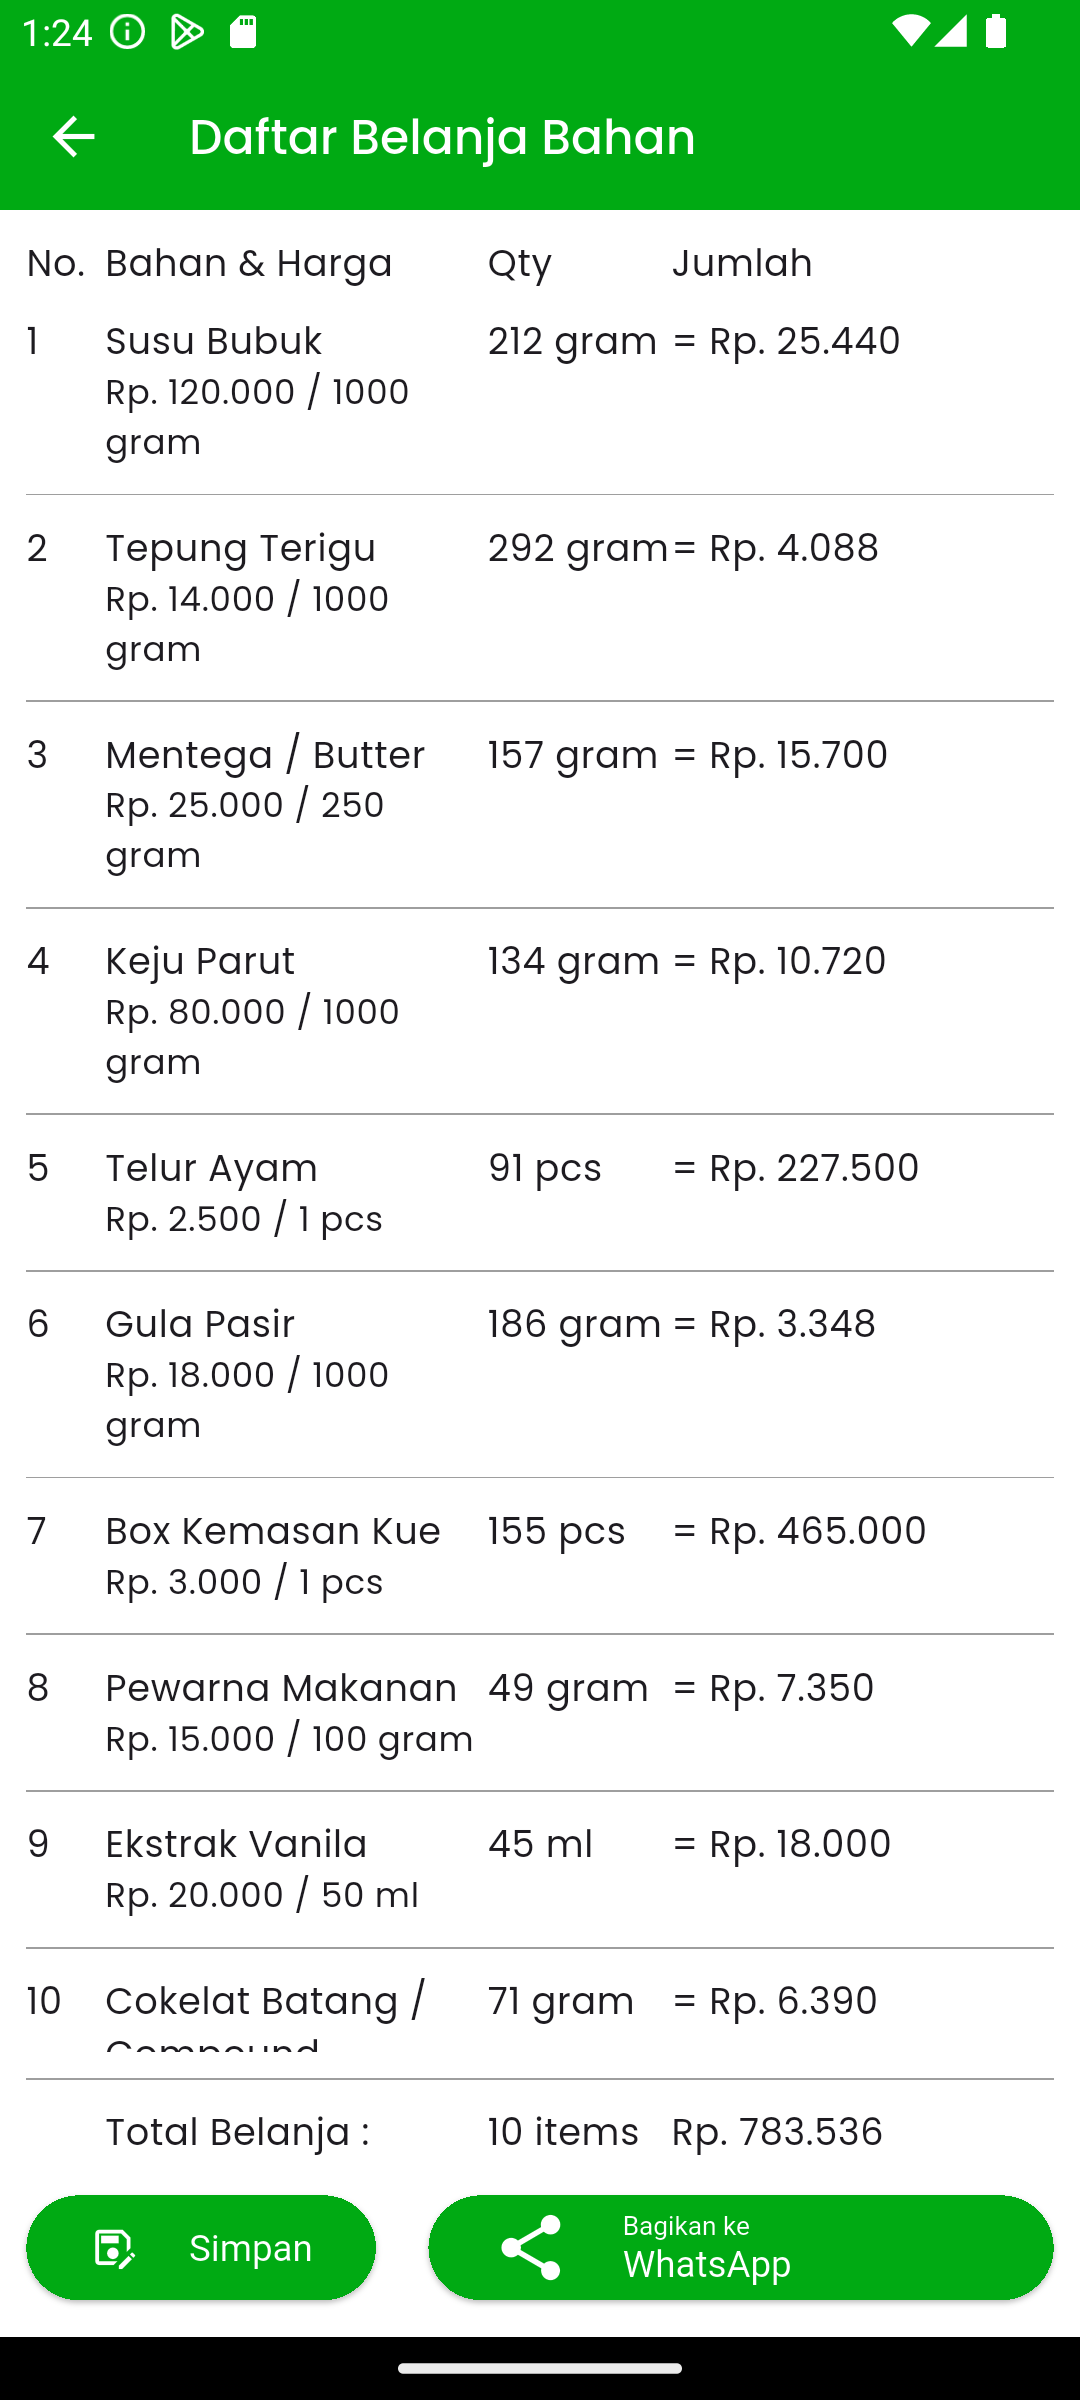 1:24
Daftar Belanja Bahan
No. Bahan & Harga Qty Jumlah
1 Susu Bubuk 212 gram = Rp. 25.440
Rp. 120.000 / 1000
gram
2 Tepung Terigu 292 gram = Rp. 4.088
Rp. 14.000 / 1000
gram
3 Mentega / Butter 157 gram = Rp. 15.700
Rp. 25.000 / 250
gram
4 Keju Parut 134 gram = Rp. 10.720
Rp. 80.000 / 1000
gram
5 Telur Ayam 91 pcs = Rp. 227.500
Rp. 2.500 / 1 pcs
6 Gula Pasir 186 gram = Rp. 3.348
Rp. 18.000 / 1000
gram
7 Box Kemasan Kue 155 pcs = Rp. 465.000
Rp. 3.000 / 1 pcs
8 Pewarna Makanan 49 gram = Rp. 7.350
Rp. 15.000 / 100 gram
9 Ekstrak Vanila 45 ml = Rp. 18.000
Rp. 20.000 / 50 ml
10 Cokelat Batang / 71 gram = Rp. 6.390
Compound
Total Belanja : 10 items Rp. 783.536
Simpan
Bagikan ke
WhatsApp